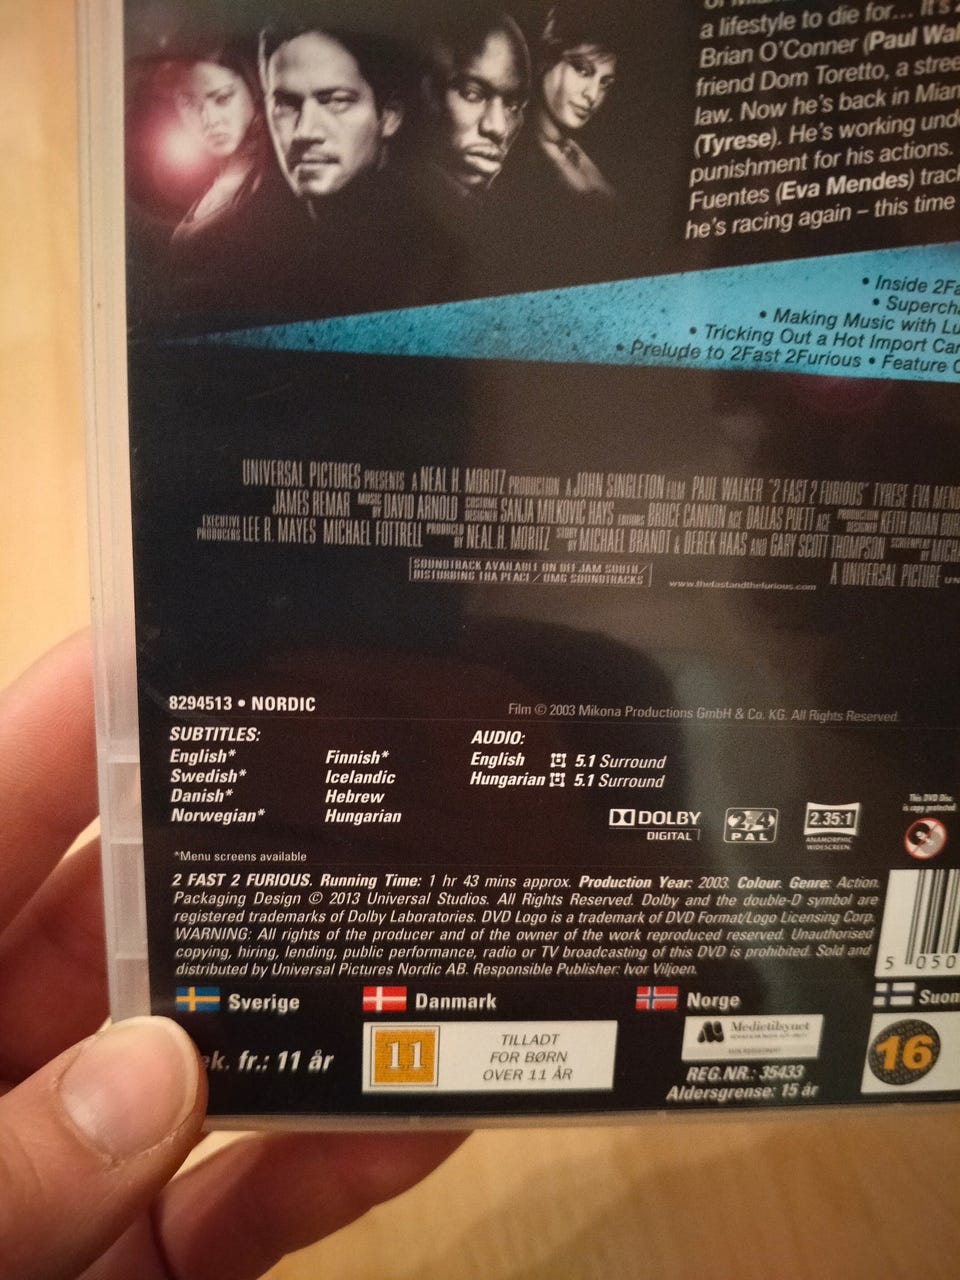 a lifestyle to die for... It's
Brian O'Conner (Paul Wal
friend Dom Toretto, a stree
law. Now he's back in Miam
(Tyrese). He's working und
punishment for his actions.
Fuentes (Eva Mendes) track
he's racing again – this time
• Inside 2Fa
• Supercha
• Making Music with Lu
• Tricking Out a Hot Import Car
• Prelude to 2Fast 2Furious • Feature C
UNIVERSAL PICTURES PRESENTS A NEAL H. MORITZ PRODUCTION A JOHN SINGLETON FILM PAUL WALKER "2 FAST 2 FURIOUS" TYRESE EVA MEND
JAMES REMAR MUSIC BY DAVID ARNOLD COSTUME DESIGNER SANJA MILKOVIC HAYS EDITORS BRUCE CANNON ACE DALLAS PUETT ACE PRODUCTION DESIGNER KEITH BRIAN BUR
EXECUTIVE PRODUCERS LEE R. MAYES MICHAEL FOTTRELL PRODUCED BY NEAL H. MORITZ STORY BY MICHAEL BRANDT & DEREK HAAS AND GARY SCOTT THOMPSON SCREENPLAY BY MICHA
SOUNDTRACK AVAILABLE ON DEF JAM SOUTH/
DISTURBING THA PEACE / UMG SOUNDTRACKS
www.thefastandthefurious.com
A UNIVERSAL PICTURE
8294513 • NORDIC
Film © 2003 Mikona Productions GmbH & Co. KG. All Rights Reserved.
SUBTITLES:
English*
Swedish*
Danish*
Norwegian*
Finnish*
Icelandic
Hebrew
Hungarian
AUDIO:
English 5.1 Surround
Hungarian 5.1 Surround
DOLBY
DIGITAL
2,4
PAL
2.35:1
ANAMORPHIC
WIDESCREEN
This DVD Disc
is copy protected
*Menu screens available
2 FAST 2 FURIOUS. Running Time: 1 hr 43 mins approx. Production Year: 2003. Colour. Genre: Action.
Packaging Design © 2013 Universal Studios. All Rights Reserved. Dolby and the double-D symbol are
registered trademarks of Dolby Laboratories. DVD Logo is a trademark of DVD Format/Logo Licensing Corp.
WARNING: All rights of the producer and of the owner of the work reproduced reserved. Unauthorised
copying, hiring, lending, public performance, radio or TV broadcasting of this DVD is prohibited. Sold and
distributed by Universal Pictures Nordic AB. Responsible Publisher: Ivor Viljoen.
5 050
Sverige
ek. fr.: 11 år
Danmark
11
TILLADT
FOR BØRN
OVER 11 ÅR
Norge
Medietilsynet
REG.NR.: 35433
Aldersgrense: 15 år
Suom
16